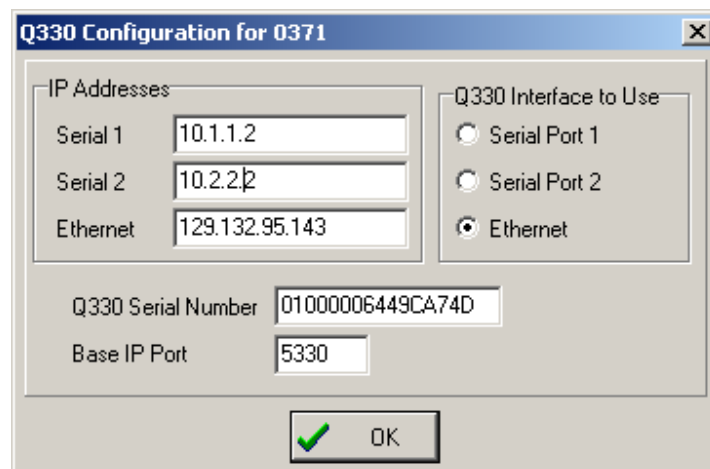 Q330 Configuration for 0371
IP Addresses
Serial 1 10.1.1.2
Serial 2 10.2.2.2
Ethernet 129.132.95.143
Q330 Interface to Use
Serial Port 1
Serial Port 2
Ethernet
Q330 Serial Number 01000006449CA74D
Base IP Port 5330
OK